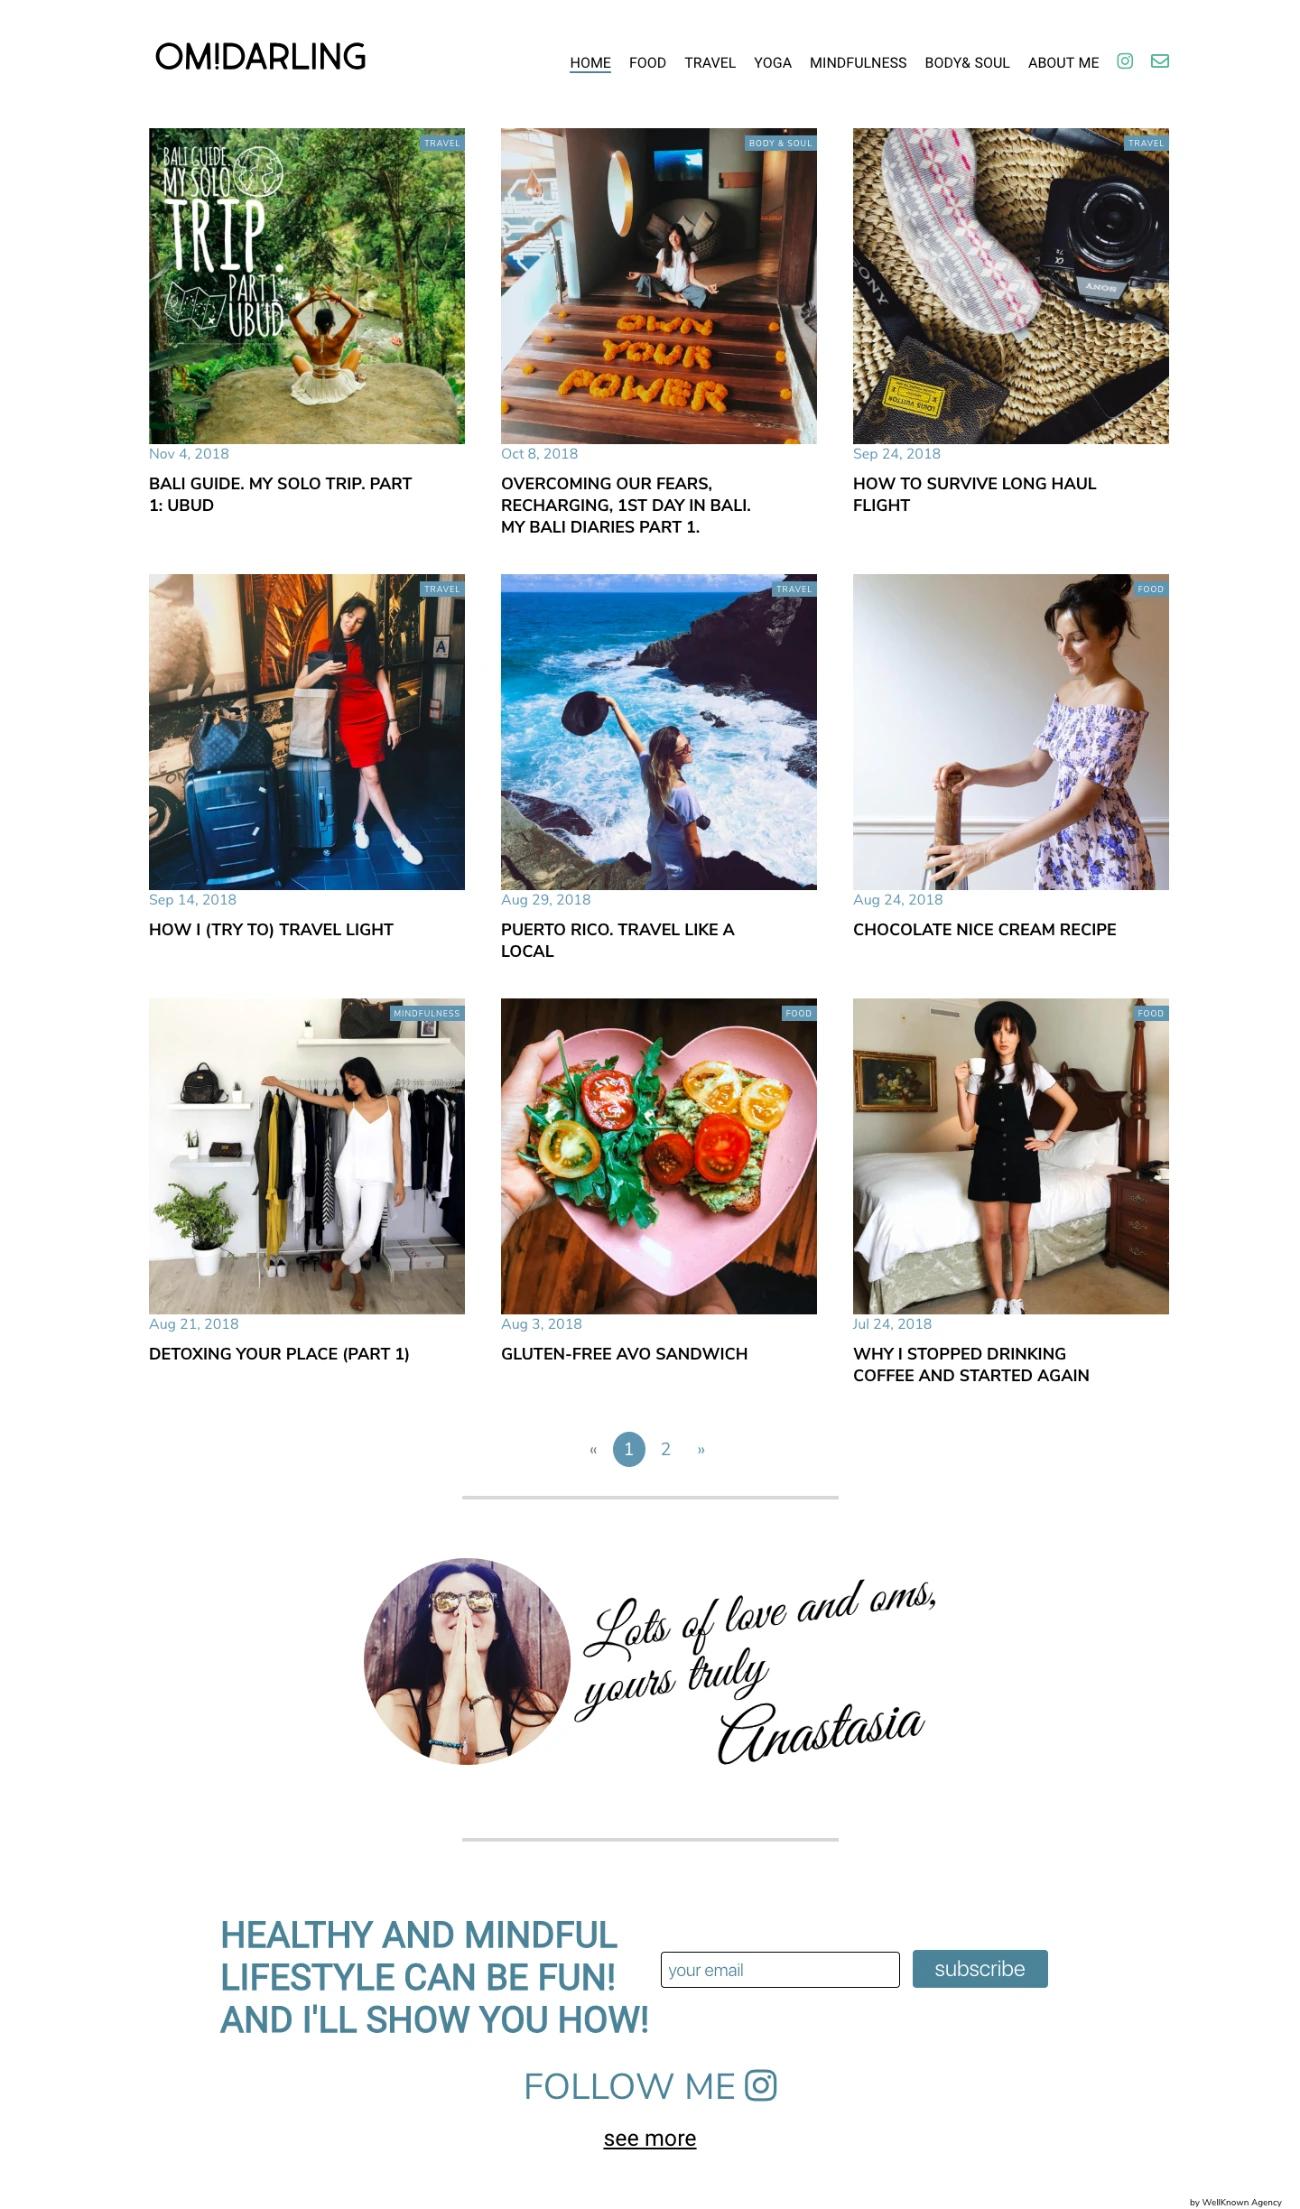 OM!DARLING
HOME FOOD TRAVEL YOGA MINDFULNESS BODY& SOUL ABOUT ME
BALI GUIDE.
MY SOLO
TRIP.
PART 1:
UBUD
TRAVEL
Nov 4, 2018
BALI GUIDE. MY SOLO TRIP. PART
1: UBUD
BODY & SOUL
OWN
YOUR
POWER
Oct 8, 2018
OVERCOMING OUR FEARS,
RECHARGING, 1ST DAY IN BALI.
MY BALI DIARIES PART 1.
TRAVEL
SONY
SONY
LOUIS VUITTON
Sep 24, 2018
HOW TO SURVIVE LONG HAUL
FLIGHT
TRAVEL
A
Sep 14, 2018
HOW I (TRY TO) TRAVEL LIGHT
TRAVEL
Aug 29, 2018
PUERTO RICO. TRAVEL LIKE A
LOCAL
FOOD
Aug 24, 2018
CHOCOLATE NICE CREAM RECIPE
MINDFULNESS
Aug 21, 2018
DETOXING YOUR PLACE (PART 1)
FOOD
Aug 3, 2018
GLUTEN-FREE AVO SANDWICH
FOOD
Jul 24, 2018
WHY I STOPPED DRINKING
COFFEE AND STARTED AGAIN
« 1 2 »
Lots of love and oms,
yours truly
Anastasia
HEALTHY AND MINDFUL
LIFESTYLE CAN BE FUN!
AND I'LL SHOW YOU HOW!
your email
subscribe
FOLLOW ME
see more
by WellKnown Agency